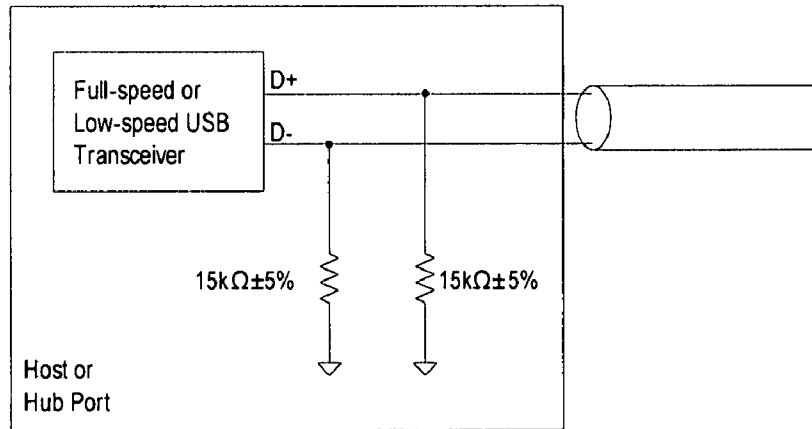 Full-speed or
Low-speed USB
Transceiver
D+
D-
15kΩ±5%
15kΩ±5%
Host or
Hub Port